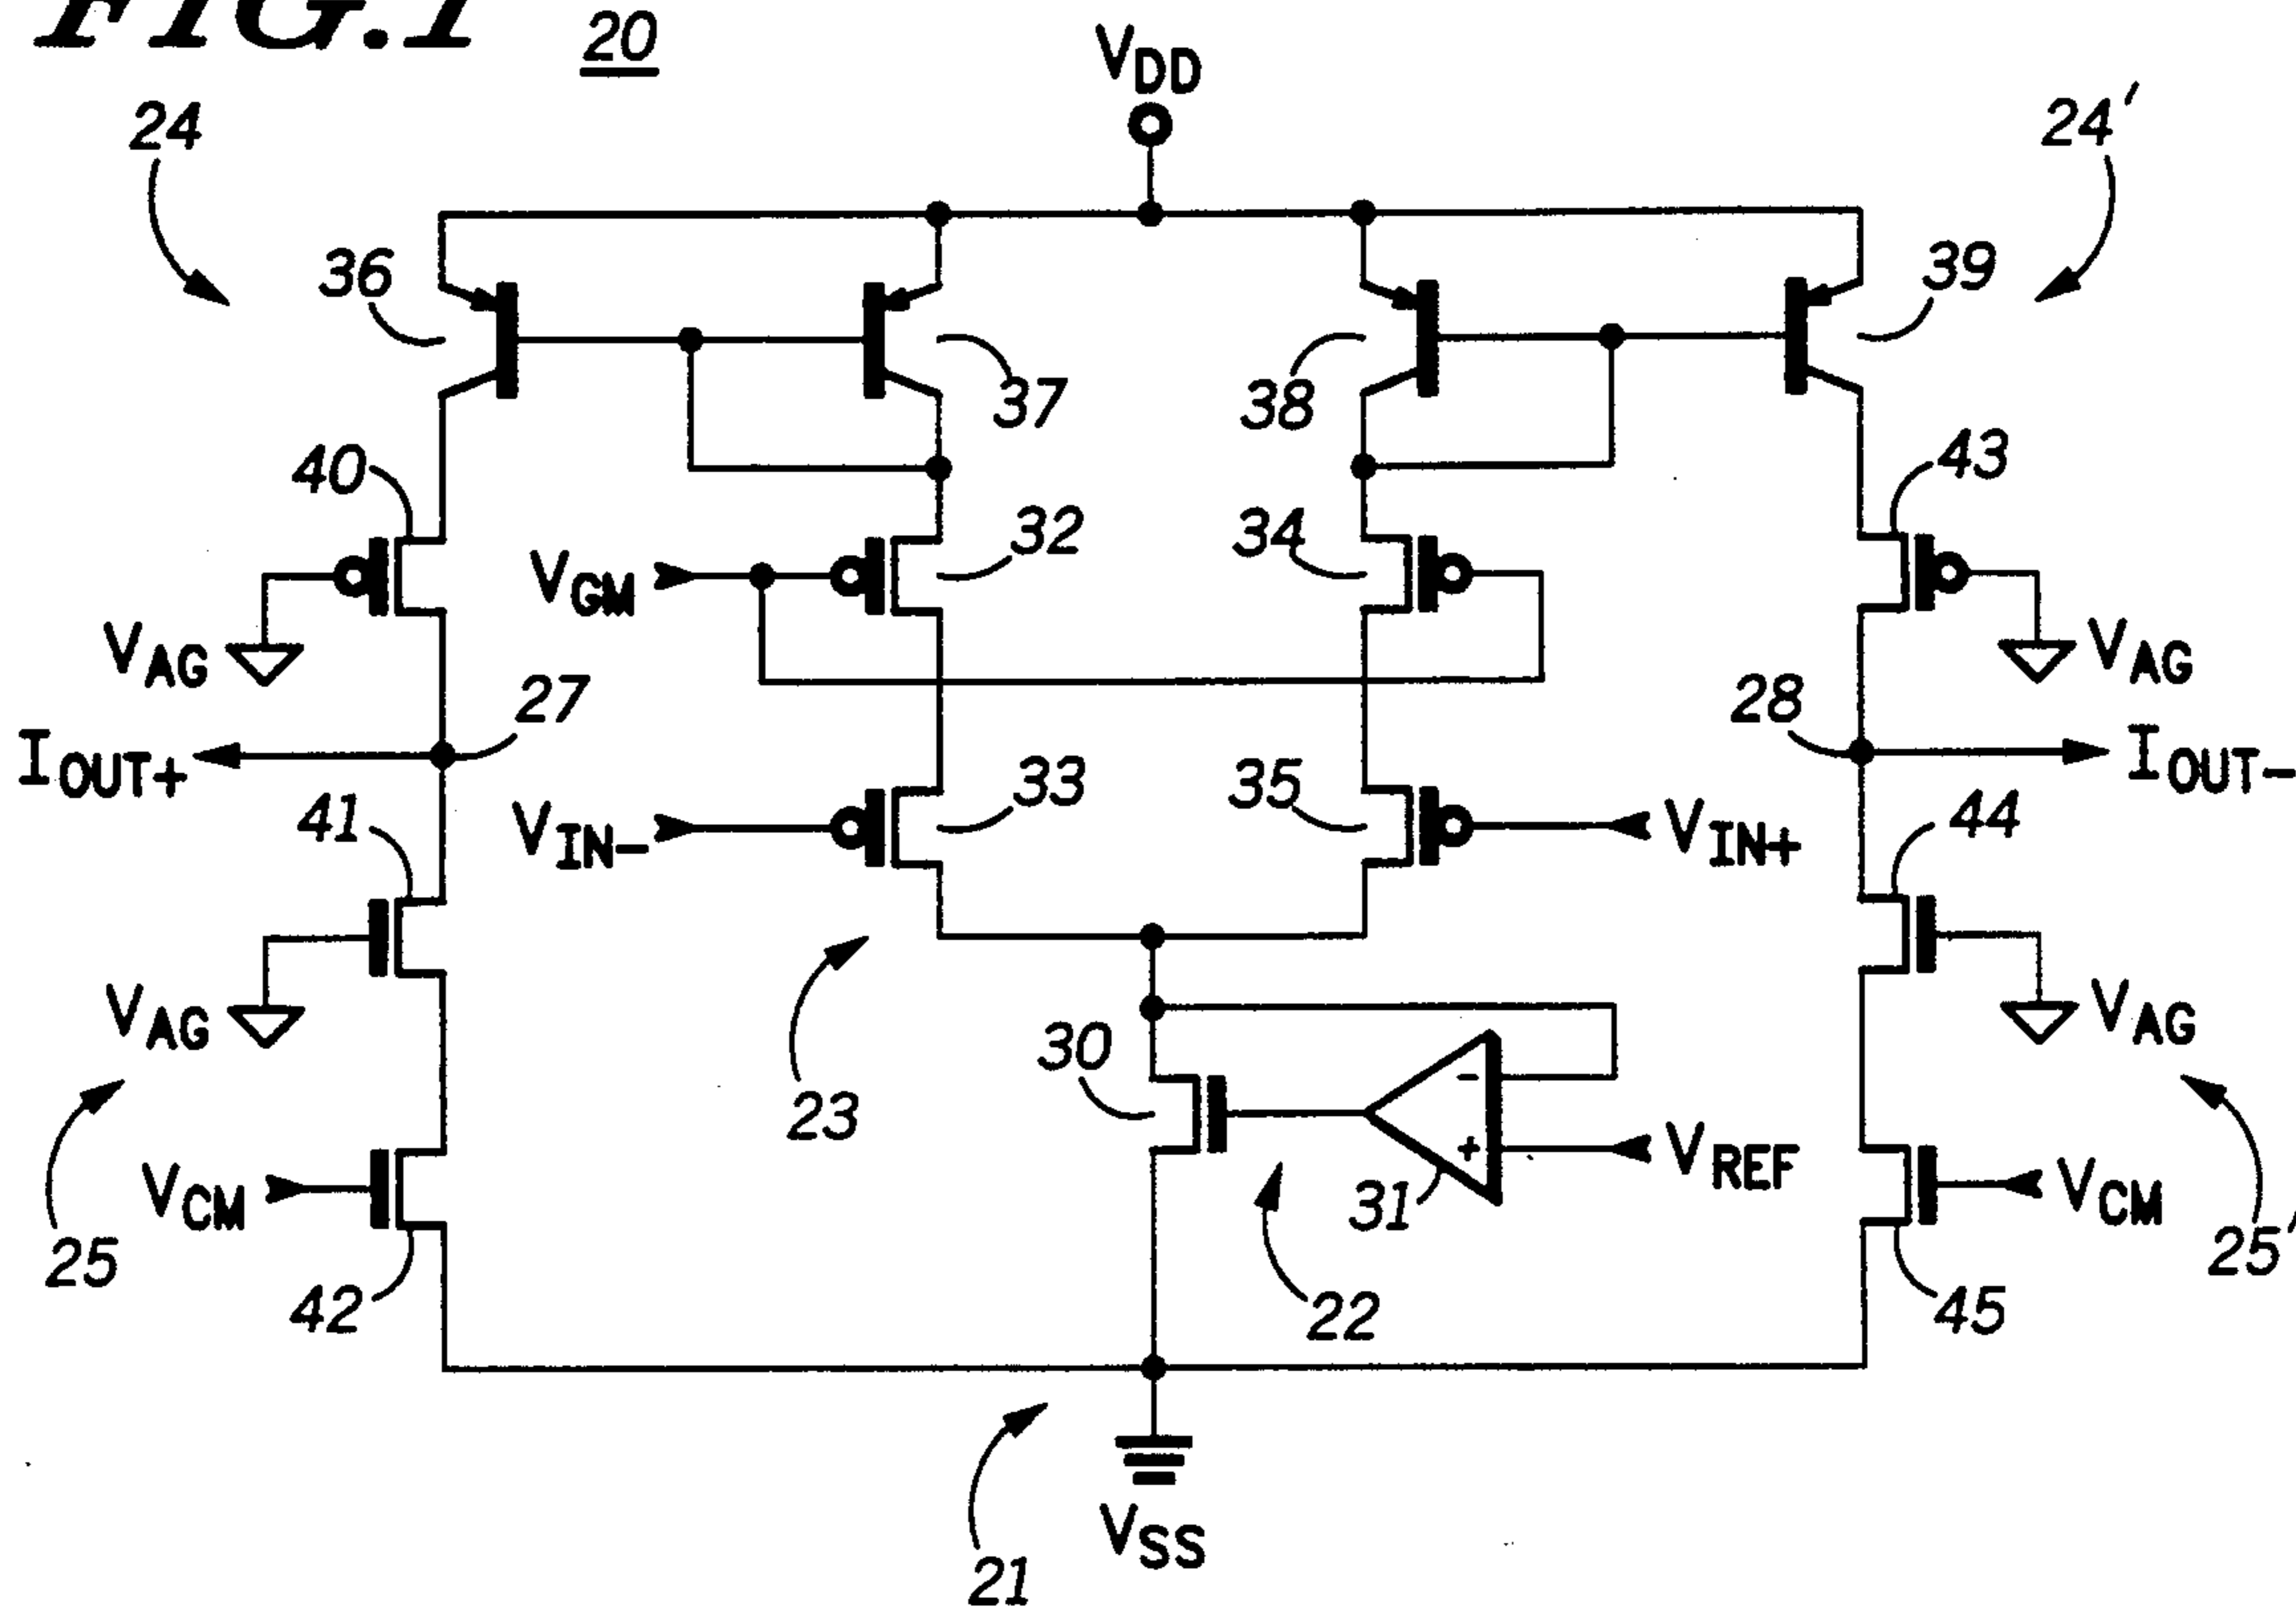 FIG.1
20
VDD
24
24'
36
37
38
39
40
32
34
43
VGM
VAG
VAG
27
28
IOUT+
IOUT-
41
33
35
44
VIN-
VIN+
VAG
VAG
30
23
- 
+
VREF
31
VCM
VCM
25
25'
42
22
45
VSS
21